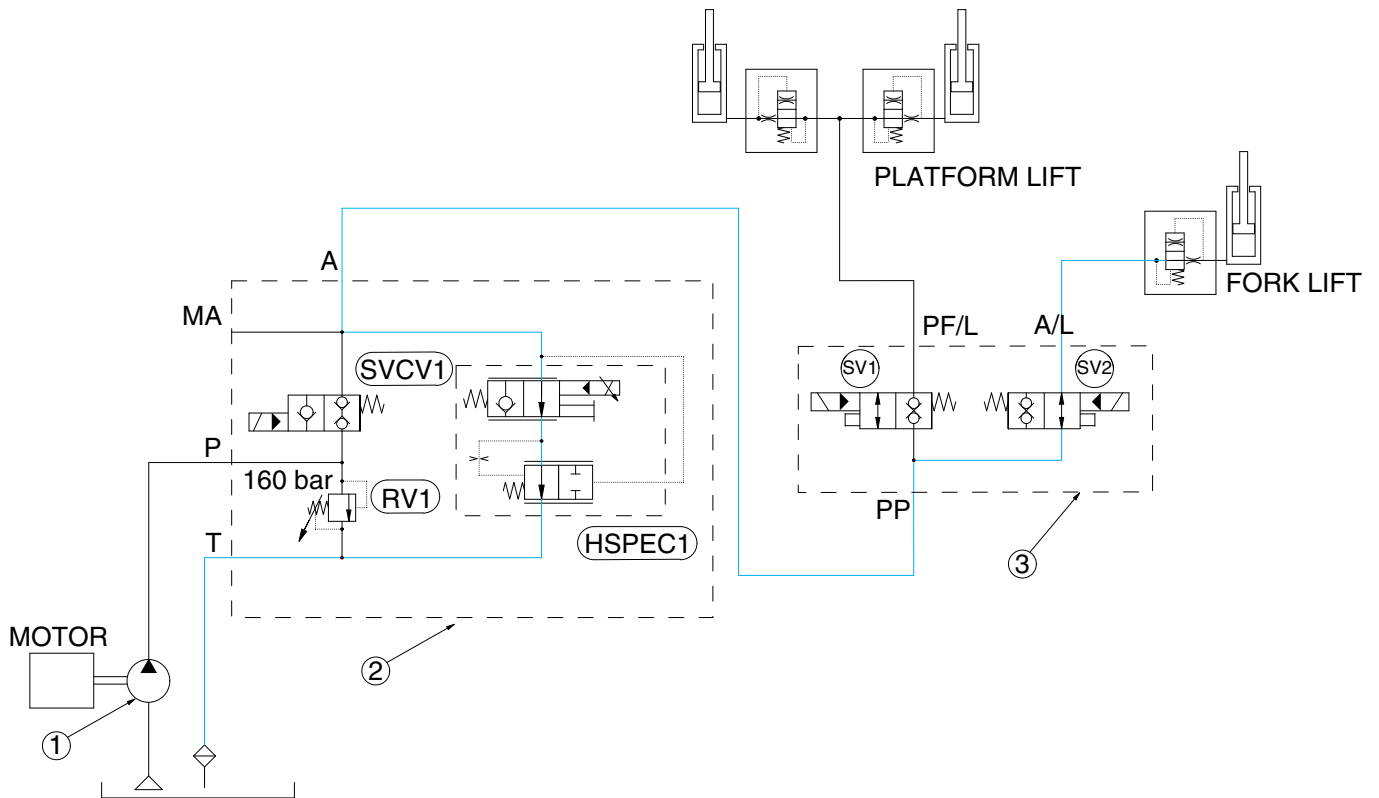 PLATFORM LIFT
FORK LIFT
A
MA
PF/L
A/L
SVCV1
SV1
SV2
P
160 bar
RV1
PP
T
HSPEC1
3
MOTOR
2
1